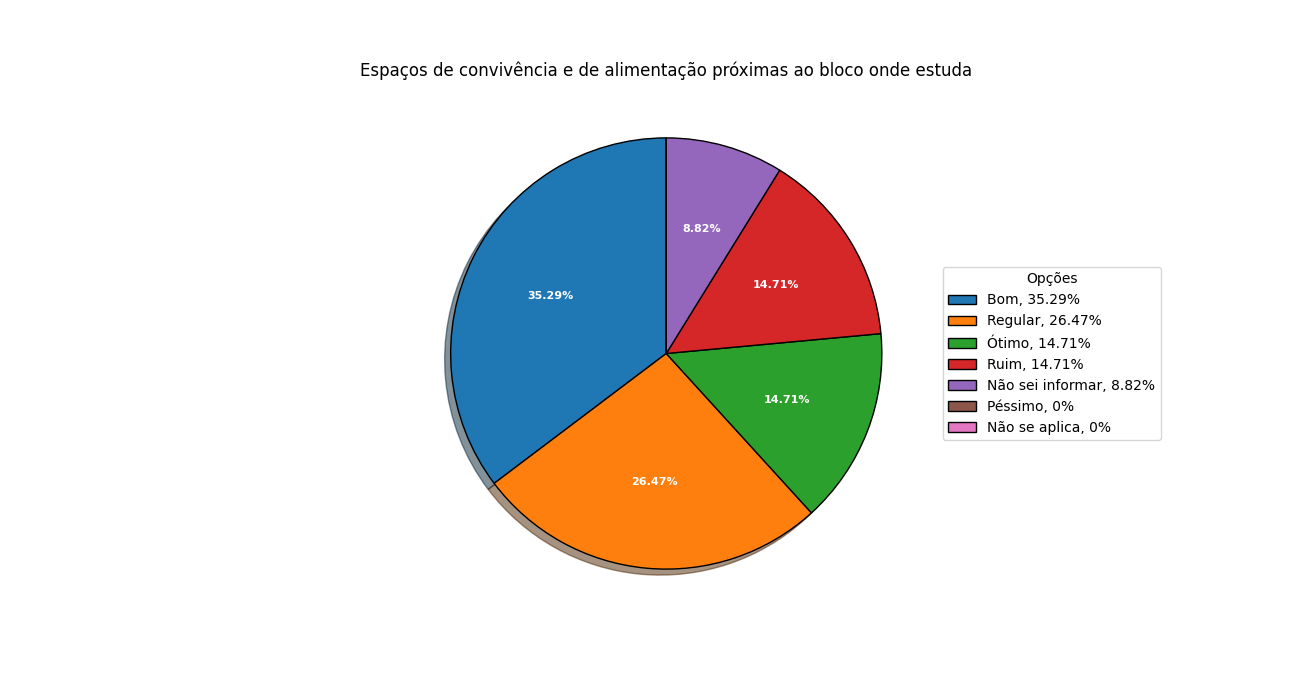 Espaços de convivência e de alimentação próximas ao bloco onde estuda
8.82%
14.71%
35.29%
14.71%
26.47%
Opções
Bom, 35.29%
Regular, 26.47%
Ótimo, 14.71%
Ruim, 14.71%
Não sei informar, 8.82%
Péssimo, 0%
Não se aplica, 0%